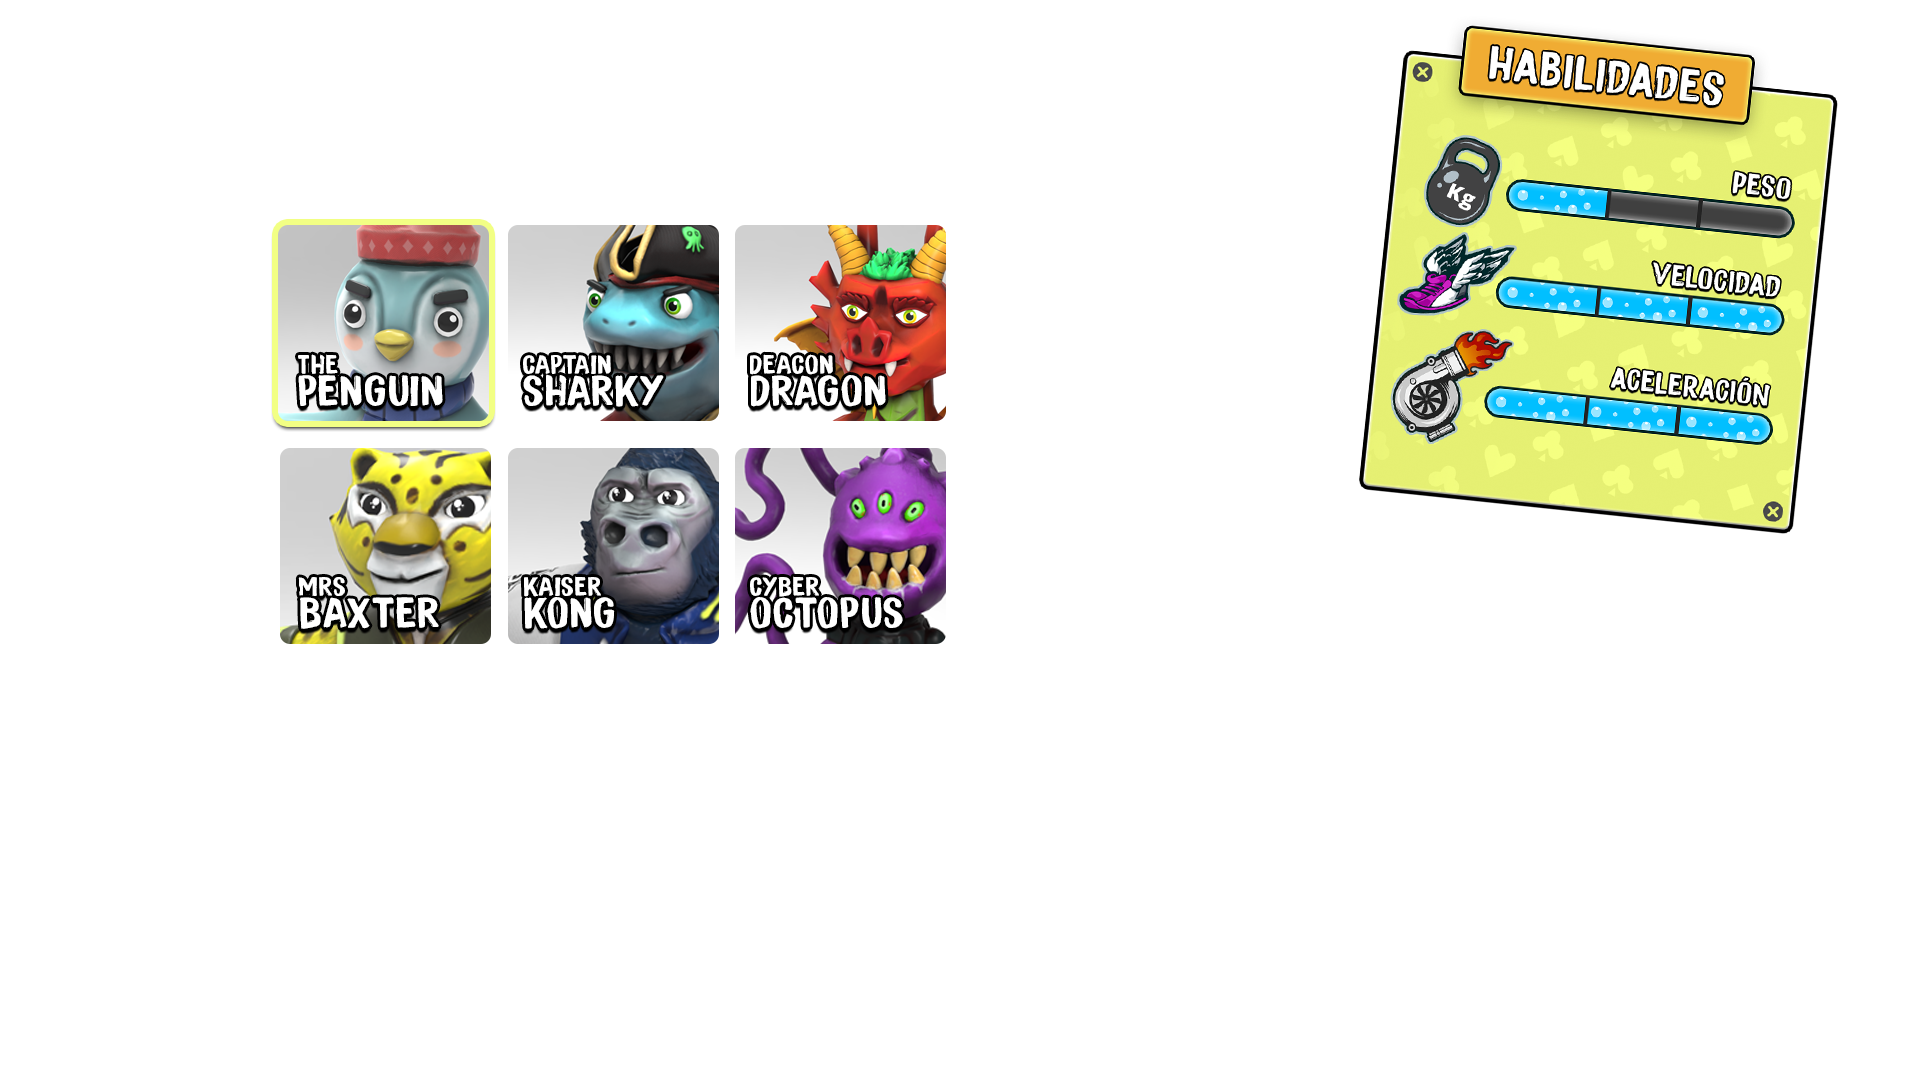 HABILIDADES
PESO
VELOCIDAD
ACELERACIÓN
Kg
THE
PENGUIN
CAPTAIN
SHARKY
DEACON
DRAGON
MRS
BAXTER
KAISER
KONG
CYBER
OCTOPUS